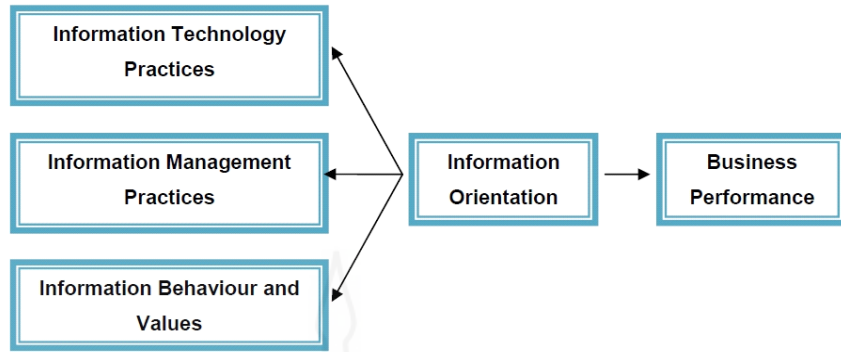 Information Technology
Practices
Information Management
Practices
Information Behaviour and
Values
Information
Orientation
Business
Performance